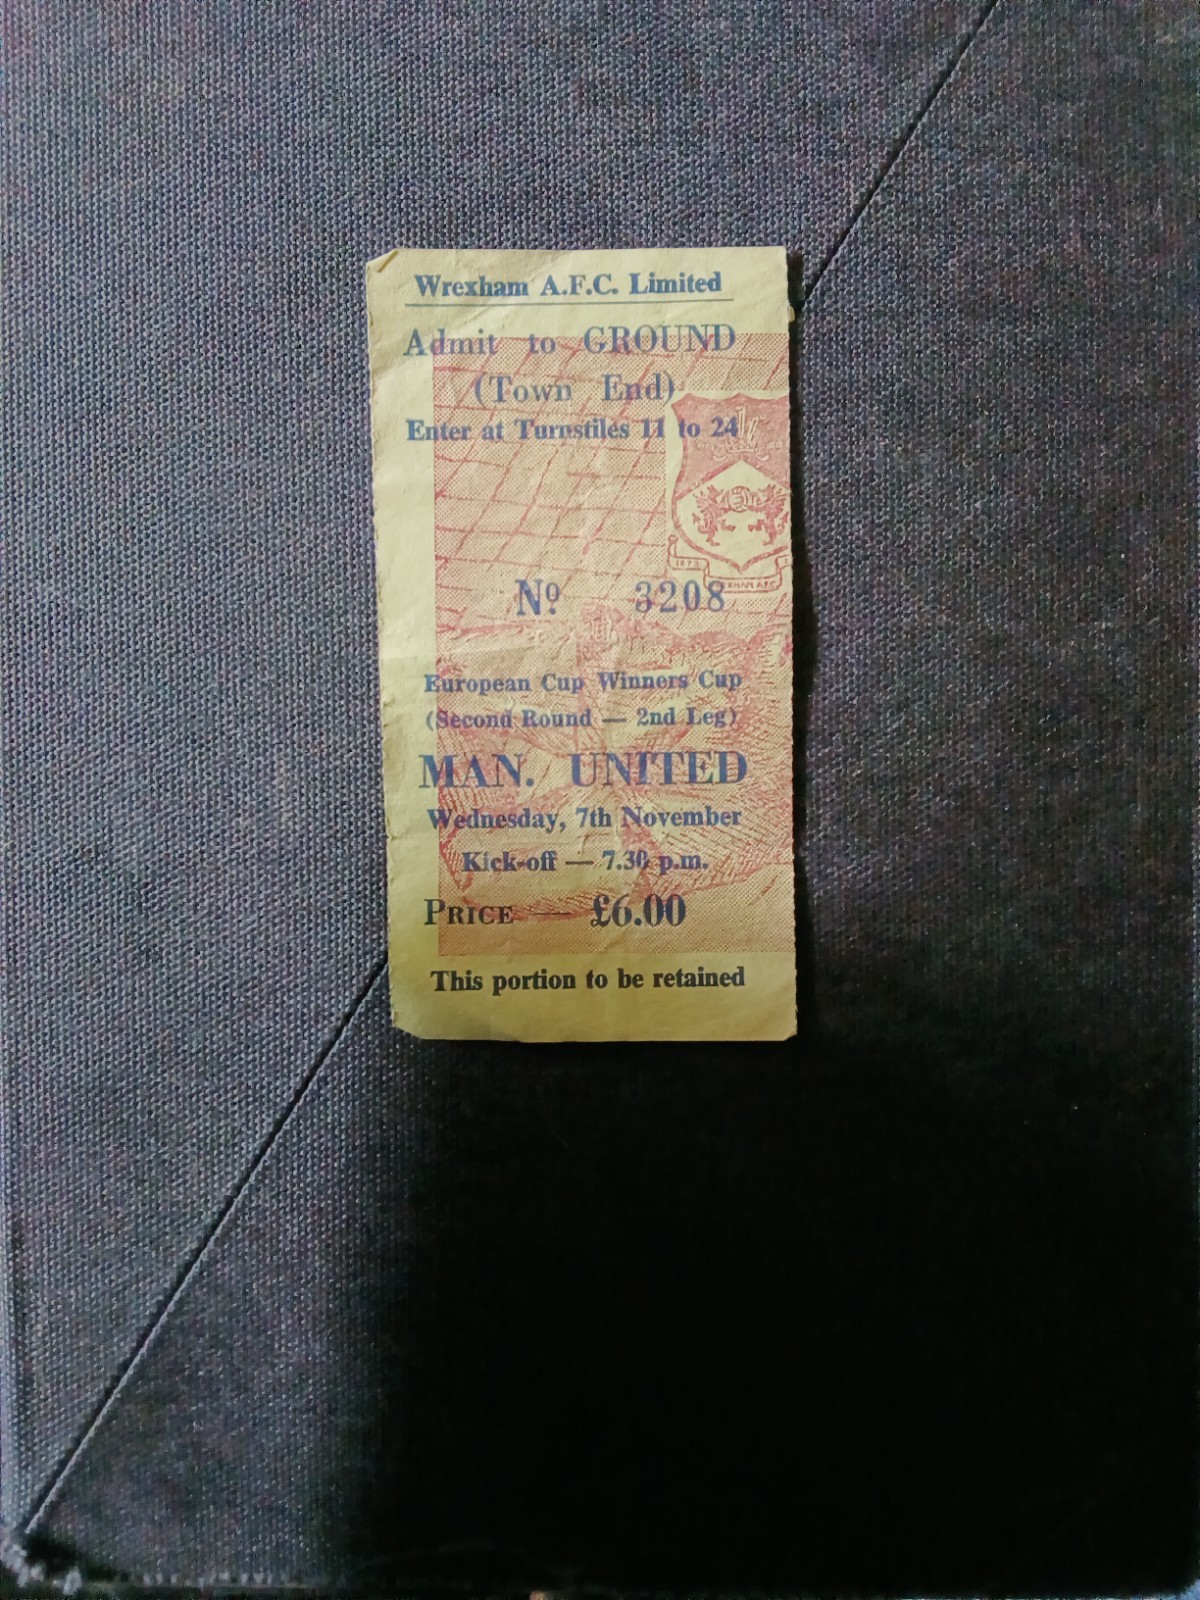 Wrexham A.F.C. Limited
Admit to GROUND
(Town End)
Enter at Turnstiles 11 to 24
1873
No 3208
European Cup Winners Cup
(Second Round — 2nd Leg)
MAN. UNITED
Wednesday, 7th November
Kick-off — 7.30 p.m.
PRICE — £6.00
This portion to be retained